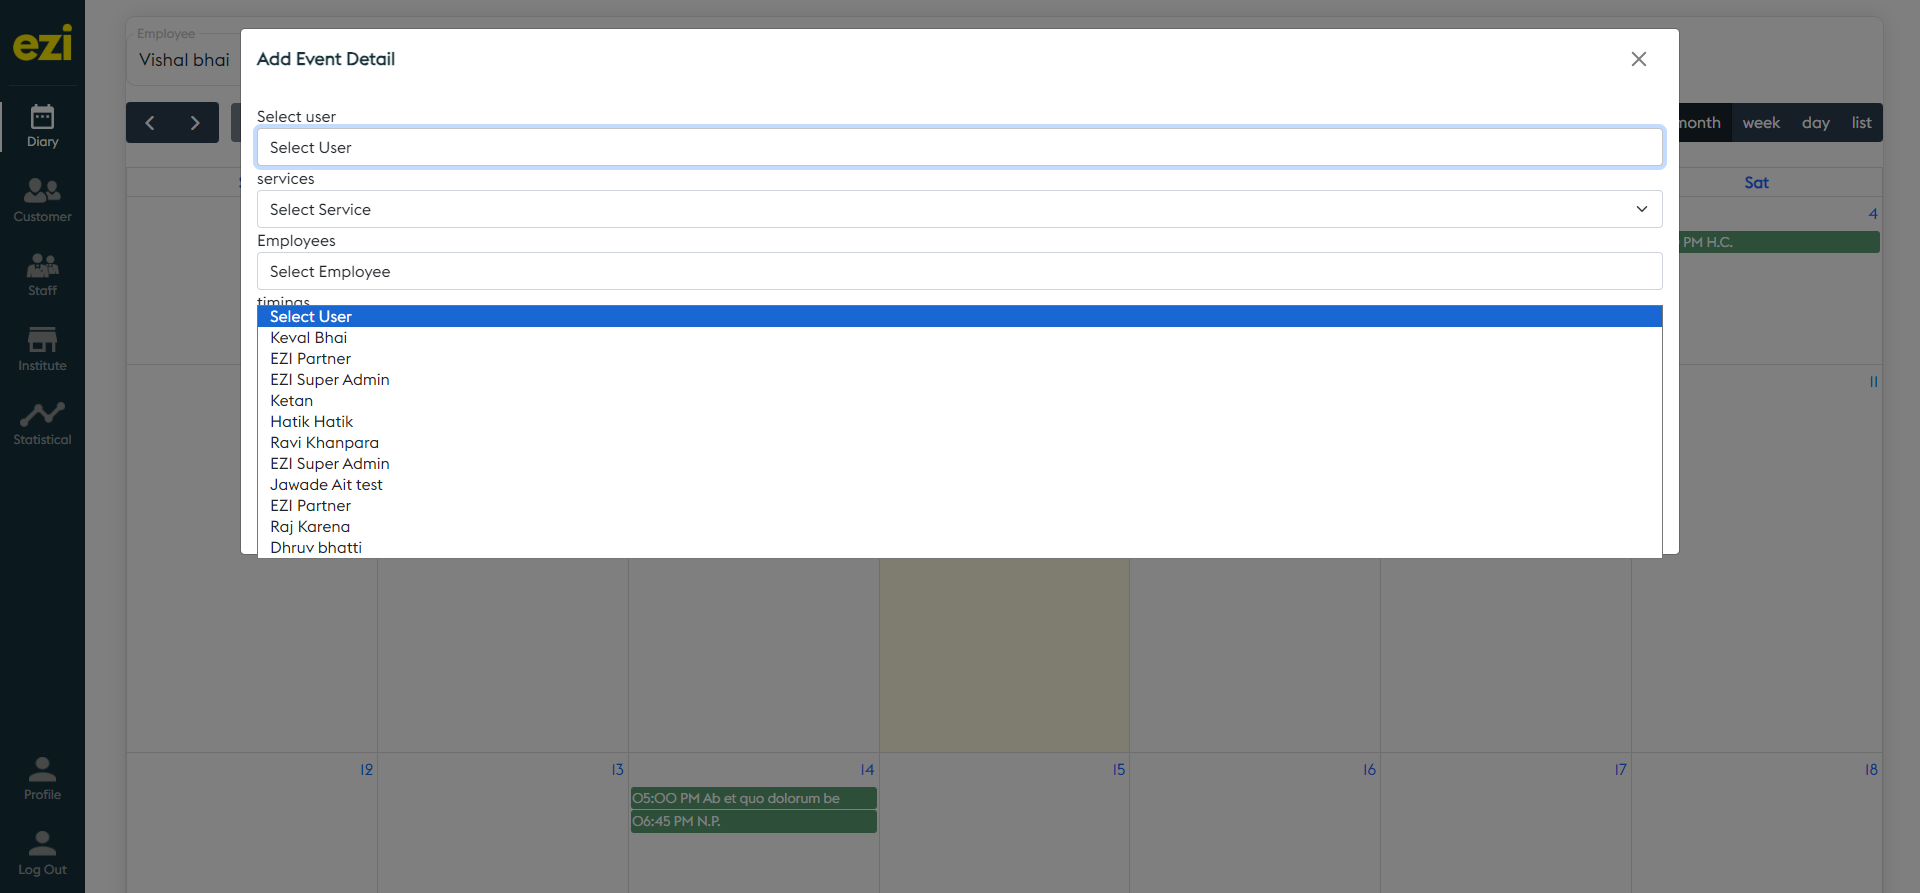 ezi
Diary
Customer
Staff
Institute
Statistical
Profile
Log Out
Employee
Vishal bhai
Add Event Detail
Select user
Select User
services
Select Service
Employees
Select Employee
timings
Select User
Keval Bhai
EZI Partner
EZI Super Admin
Ketan
Hatik Hatik
Ravi Khanpara
EZI Super Admin
Jawade Ait test
EZI Partner
Raj Karena
Dhruv bhatti
month week day list
Sat
4
PM H.C.
11
12 13 14 15 16 17 18
05:00 PM Ab et quo dolorum be
06:45 PM N.P.